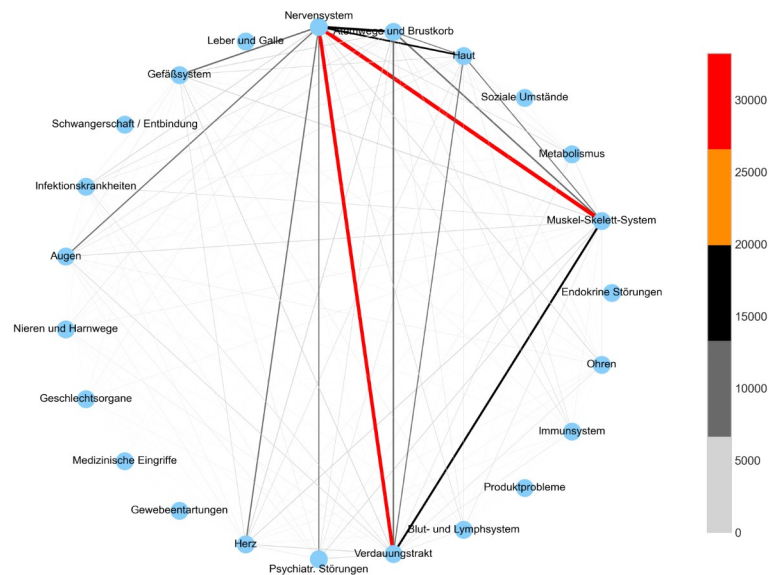 Nervensystem
Atemwege und Brustkorb
Leber und Galle
Haut
Gefäßsystem
Soziale Umstände
Schwangerschaft / Entbindung
Metabolismus
Infektionskrankheiten
Muskel-Skelett-System
Augen
Endokrine Störungen
Nieren und Harnwege
Ohren
Geschlechtsorgane
Immunsystem
Medizinische Eingriffe
Produktprobleme
Gewebeentartungen
Blut- und Lymphsystem
Herz
Verdauungstrakt
Psychiatr. Störungen
30000
25000
20000
15000
10000
5000
0